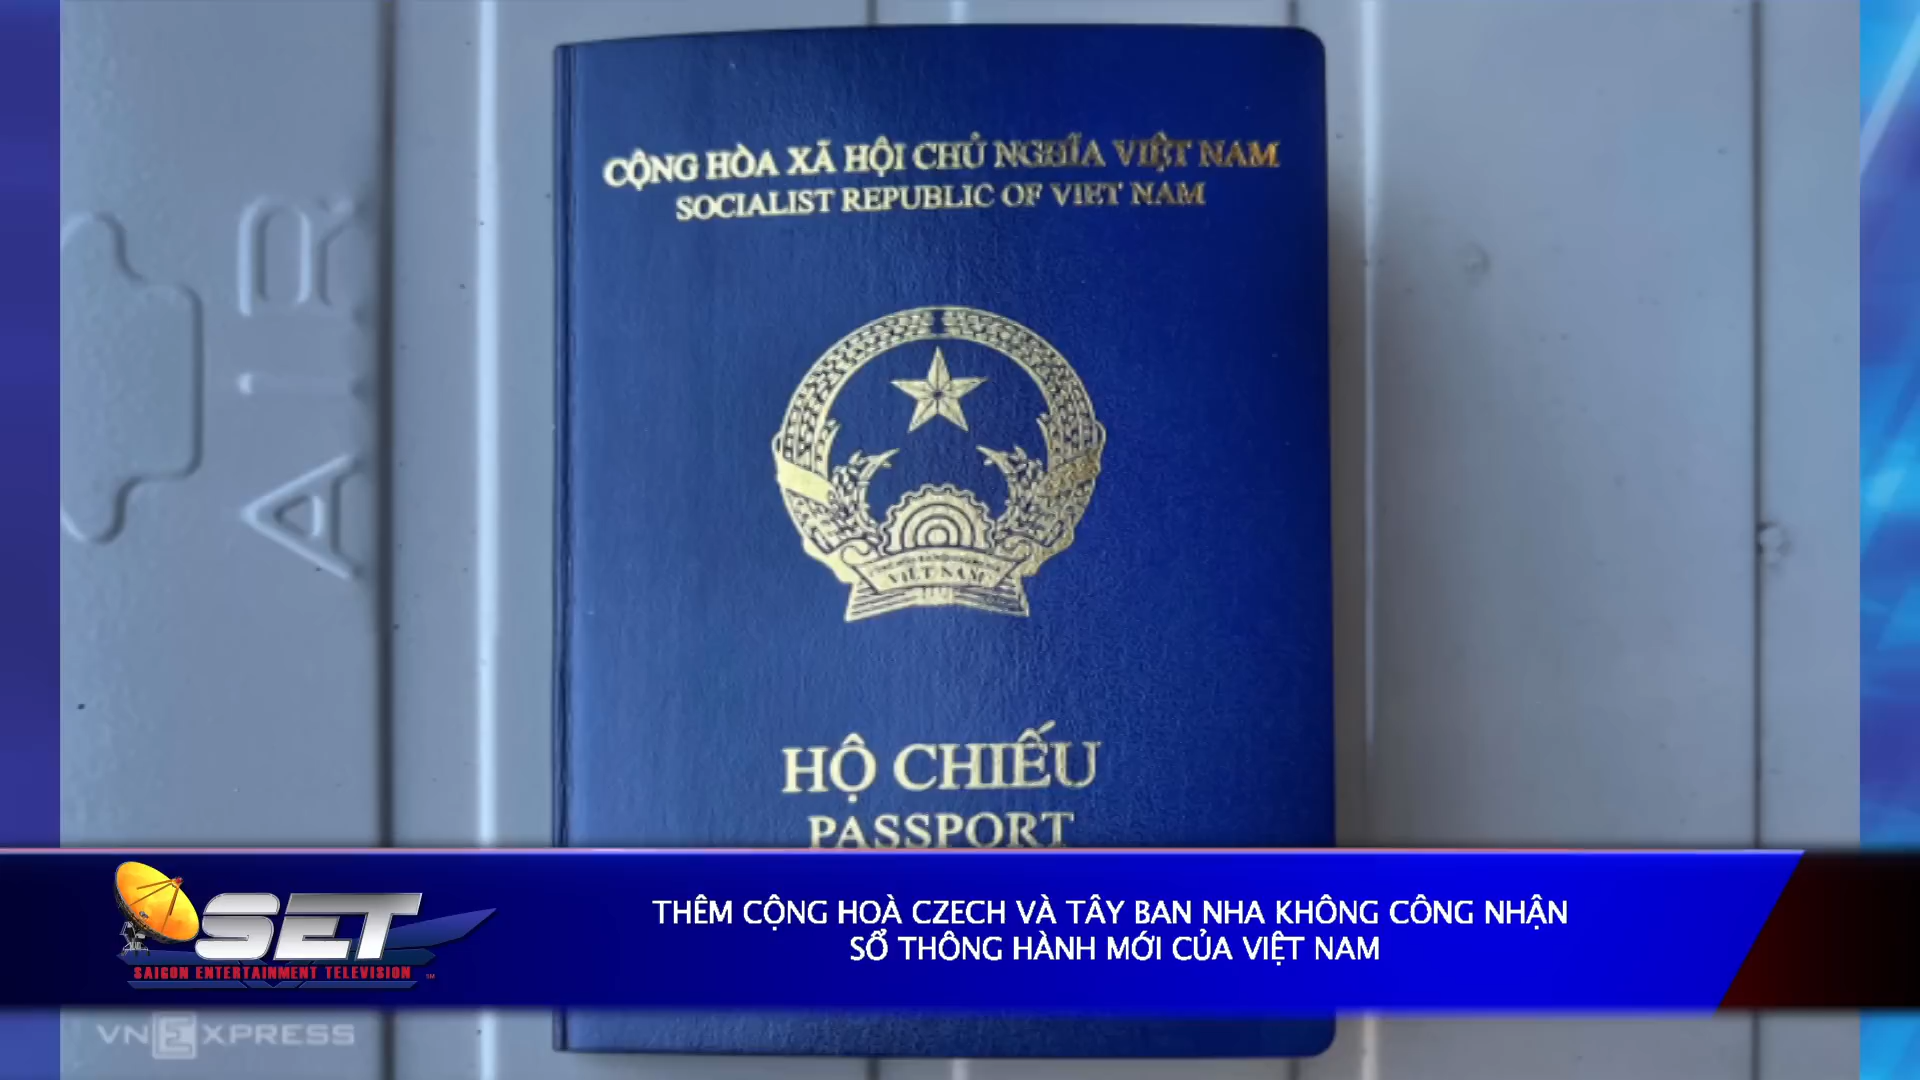 CỘNG HÒA XÃ HỘI CHỦ NGHĨA VIỆT NAM
SOCIALIST REPUBLIC OF VIET NAM
AIR
VIỆT NAM
HỘ CHIẾU
PASSPORT
SET
SAIGON ENTERTAINMENT TELEVISION SM
THÊM CỘNG HOÀ CZECH VÀ TÂY BAN NHA KHÔNG CÔNG NHẬN
SỔ THÔNG HÀNH MỚI CỦA VIỆT NAM
VNEXPRESS